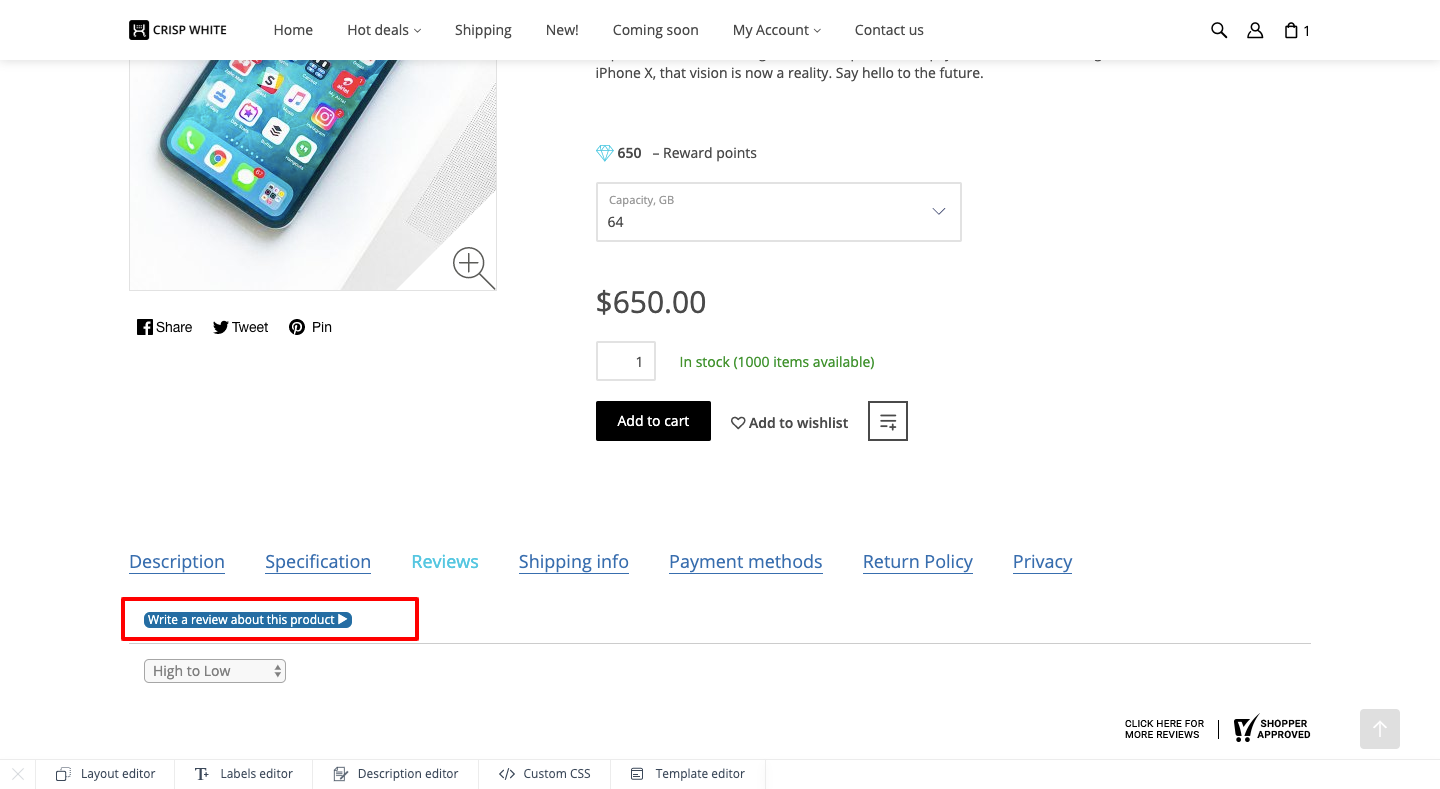 CRISP WHITE
Home
Hot deals
Shipping
New!
Coming soon
My Account
Contact us
1
iPhone X, that vision is now a reality. Say hello to the future.
650 – Reward points
Capacity, GB
64
$650.00
Share
Tweet
Pin
1
In stock (1000 items available)
Add to cart
Add to wishlist
Description
Specification
Reviews
Shipping info
Payment methods
Return Policy
Privacy
Write a review about this product
High to Low
CLICK HERE FOR
MORE REVIEWS
SHOPPER
APPROVED
Layout editor
Labels editor
Description editor
Custom CSS
Template editor